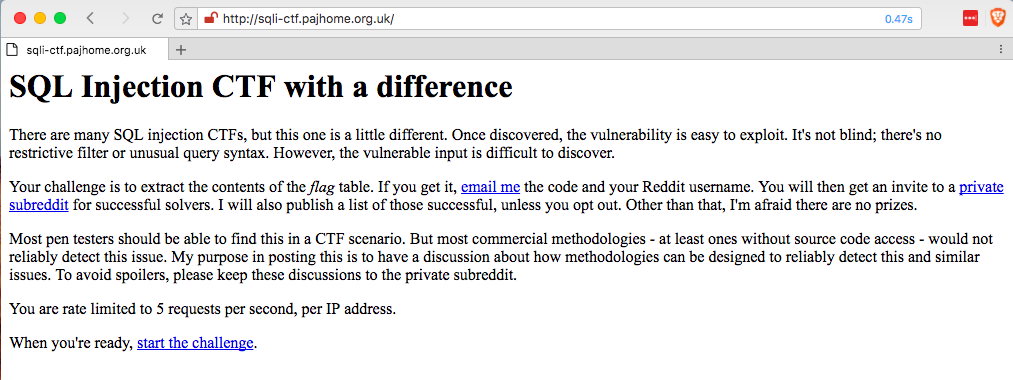 http://sqli-ctf.pajhome.org.uk/
0.47s
sqli-ctf.pajhome.org.uk
SQL Injection CTF with a difference
There are many SQL injection CTFs, but this one is a little different. Once discovered, the vulnerability is easy to exploit. It's not blind; there's no
restrictive filter or unusual query syntax. However, the vulnerable input is difficult to discover.
Your challenge is to extract the contents of the flag table. If you get it, email me the code and your Reddit username. You will then get an invite to a private
subreddit for successful solvers. I will also publish a list of those successful, unless you opt out. Other than that, I'm afraid there are no prizes.
Most pen testers should be able to find this in a CTF scenario. But most commercial methodologies - at least ones without source code access - would not
reliably detect this issue. My purpose in posting this is to have a discussion about how methodologies can be designed to reliably detect this and similar
issues. To avoid spoilers, please keep these discussions to the private subreddit.
You are rate limited to 5 requests per second, per IP address.
When you're ready, start the challenge.